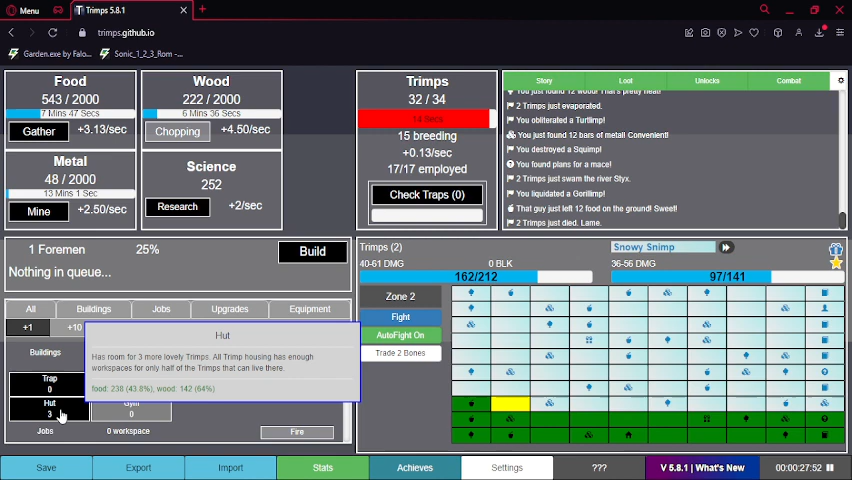 Menu
Trimps 5.8.1
trimps.github.io
Garden.exe by Falo...
Sonic_1_2_3_Rom -...
Food
543 / 2000
7 Mins 47 Secs
Gather
+3.13/sec
Wood
222 / 2000
6 Mins 36 Secs
Chopping
+4.50/sec
Metal
48 / 2000
13 Mins 1 Sec
Mine
+2.50/sec
Science
252
Research
+2/sec
Trimps
32 / 34
14 Secs
15 breeding
+0.13/sec
17/17 employed
Check Traps (0)
Story
Loot
Unlocks
Combat
You just found 12 wood! That's pretty neat!
2 Trimps just evaporated.
You obliterated a Turtlimp!
You just found 12 bars of metal! Convenient!
You destroyed a Squimp!
You found plans for a mace!
2 Trimps just swam the river Styx.
You liquidated a Gorillimp!
That guy just left 12 food on the ground! Sweet!
2 Trimps just died. Lame.
1 Foremen
25%
Build
Nothing in queue...
All
Buildings
Jobs
Upgrades
Equipment
+1
+10
Hut
Has room for 3 more lovely Trimps. All Trimp housing has enough
workspaces for only half of the Trimps that can live there.
food: 238 (43.8%), wood: 142 (64%)
Buildings
Trap
0
Hut
3
Gym
0
Jobs
0 workspace
Fire
Trimps (2)
40-61 DMG
0 BLK
162/212
Snowy Snimp
36-56 DMG
97/141
Zone 2
Fight
AutoFight On
Trade 2 Bones
Save
Export
Import
Stats
Achieves
Settings
???
V 5.8.1 | What's New
00:00:27:52